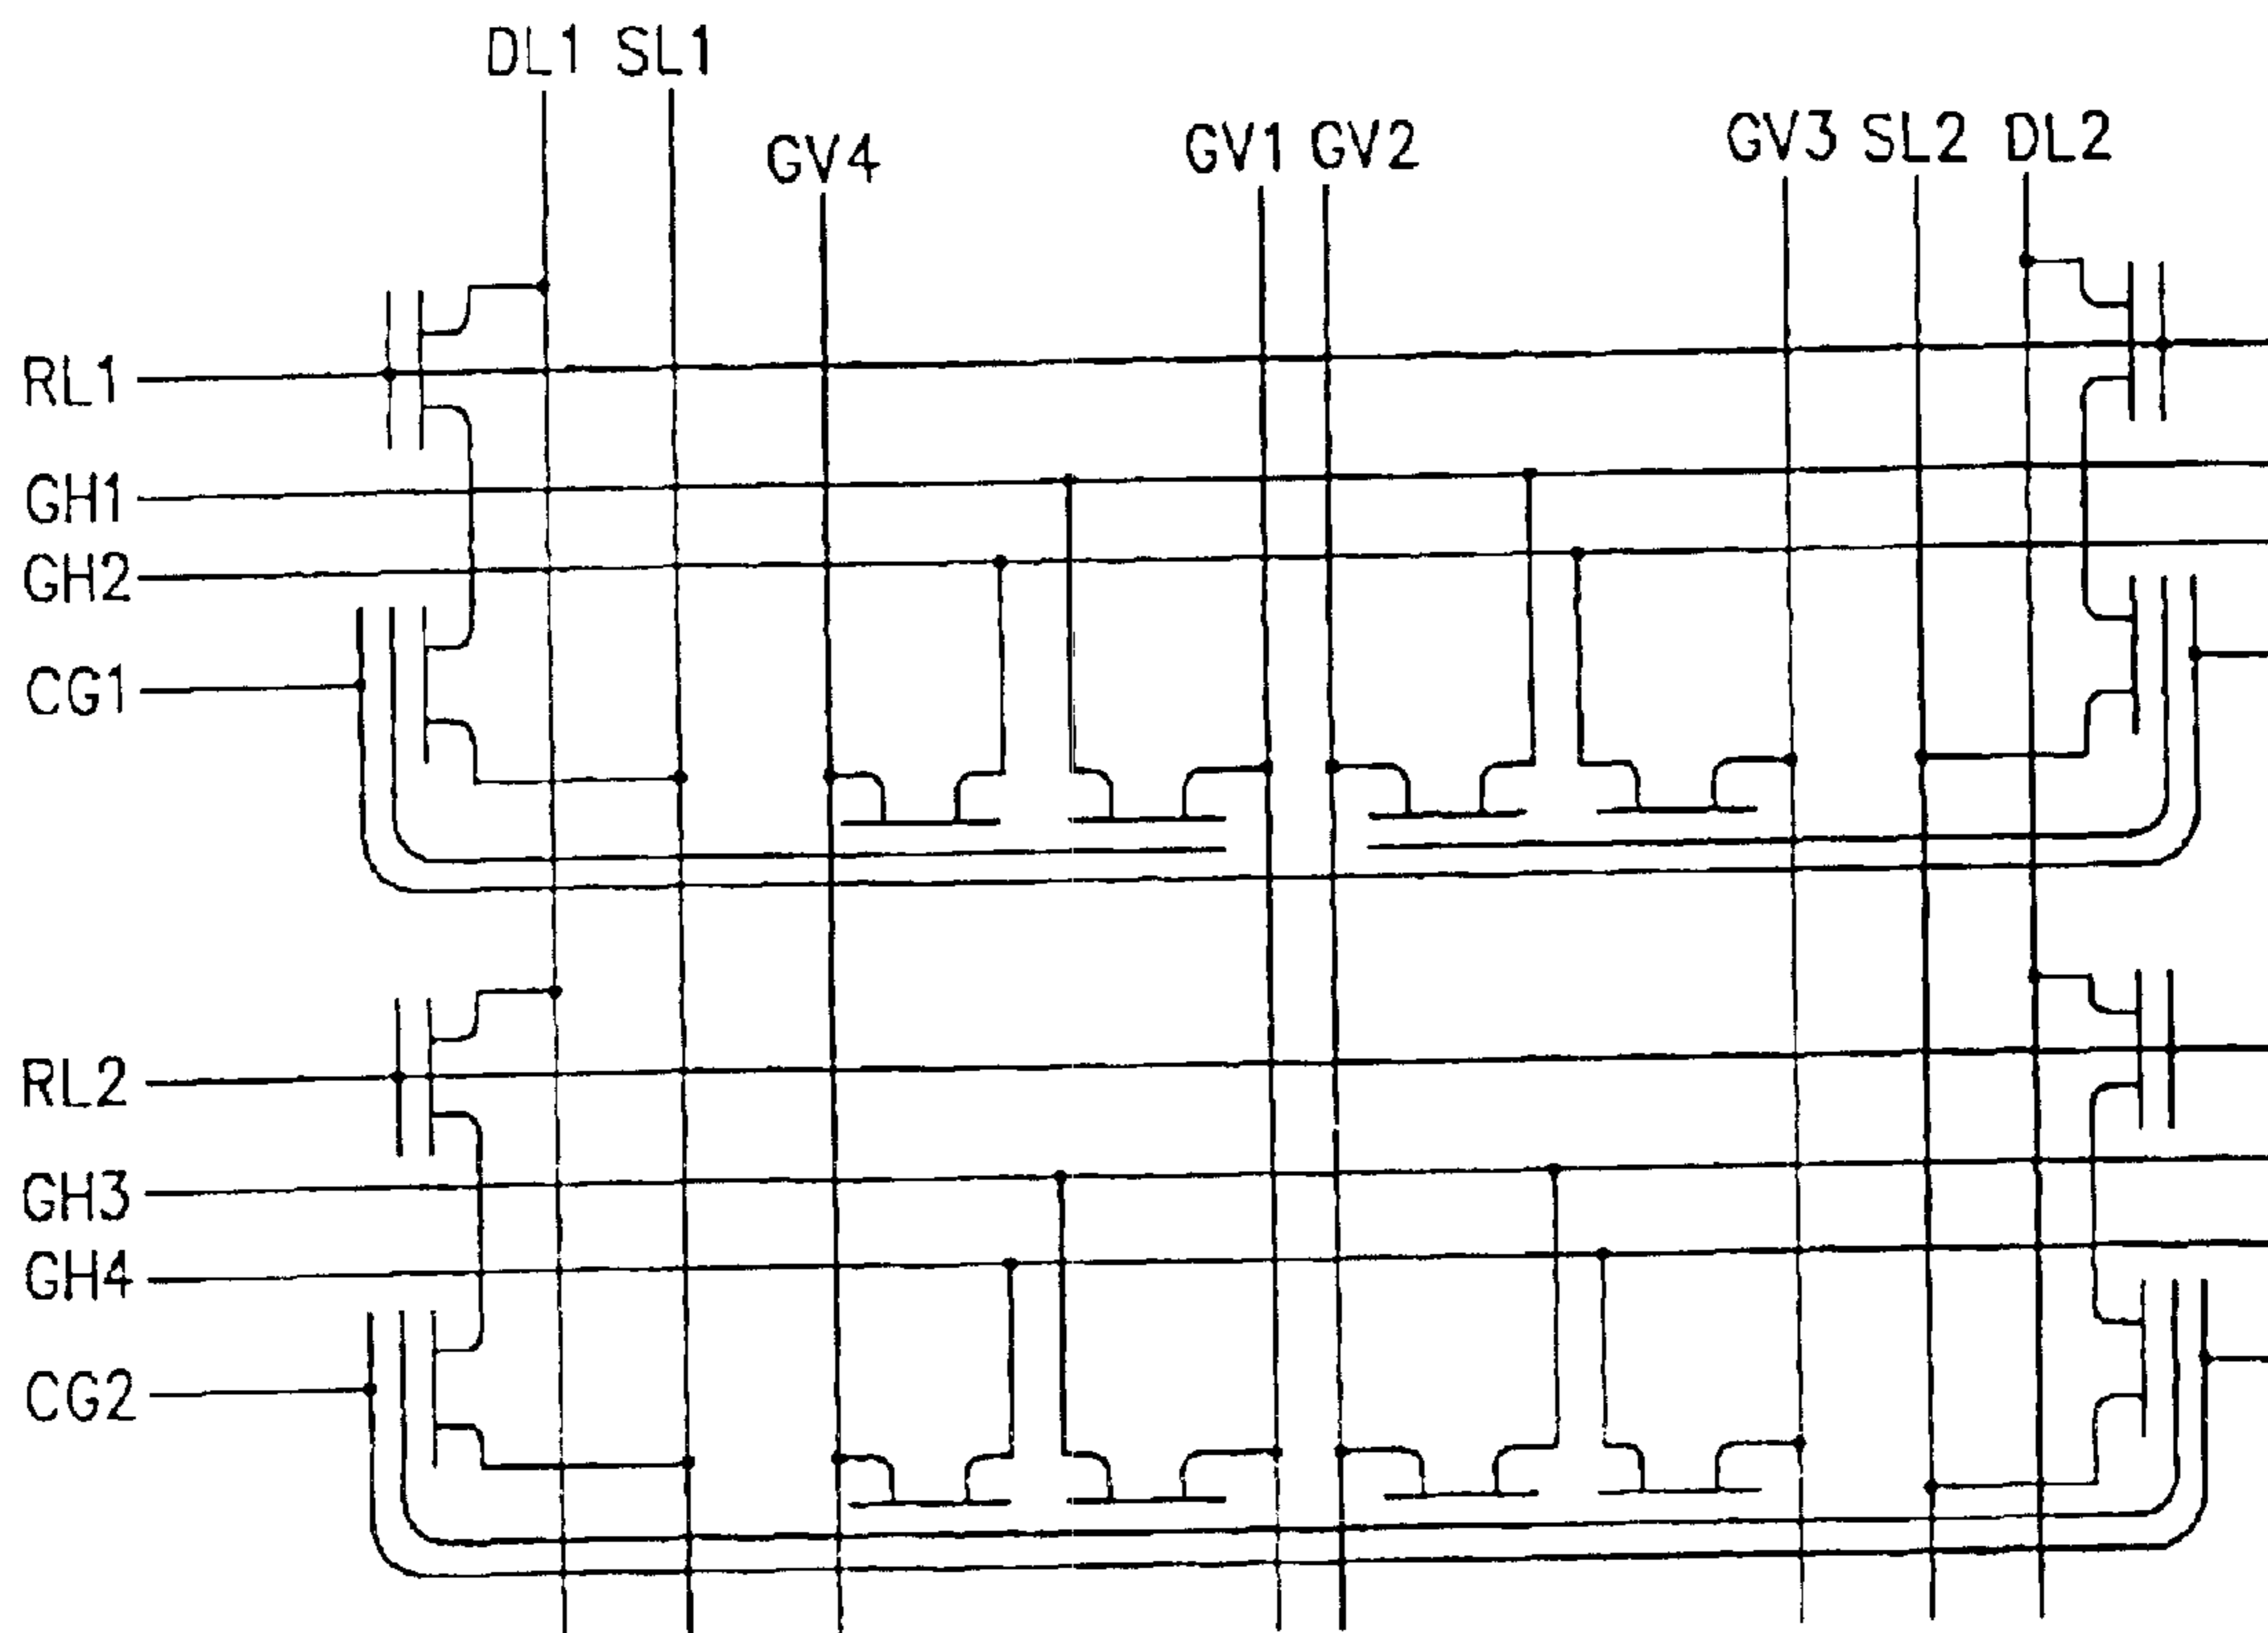 DL1 SL1
GV4 GV1 GV2 GV3 SL2 DL2
RL1
GH1
GH2
CG1
RL2
GH3
GH4
CG2